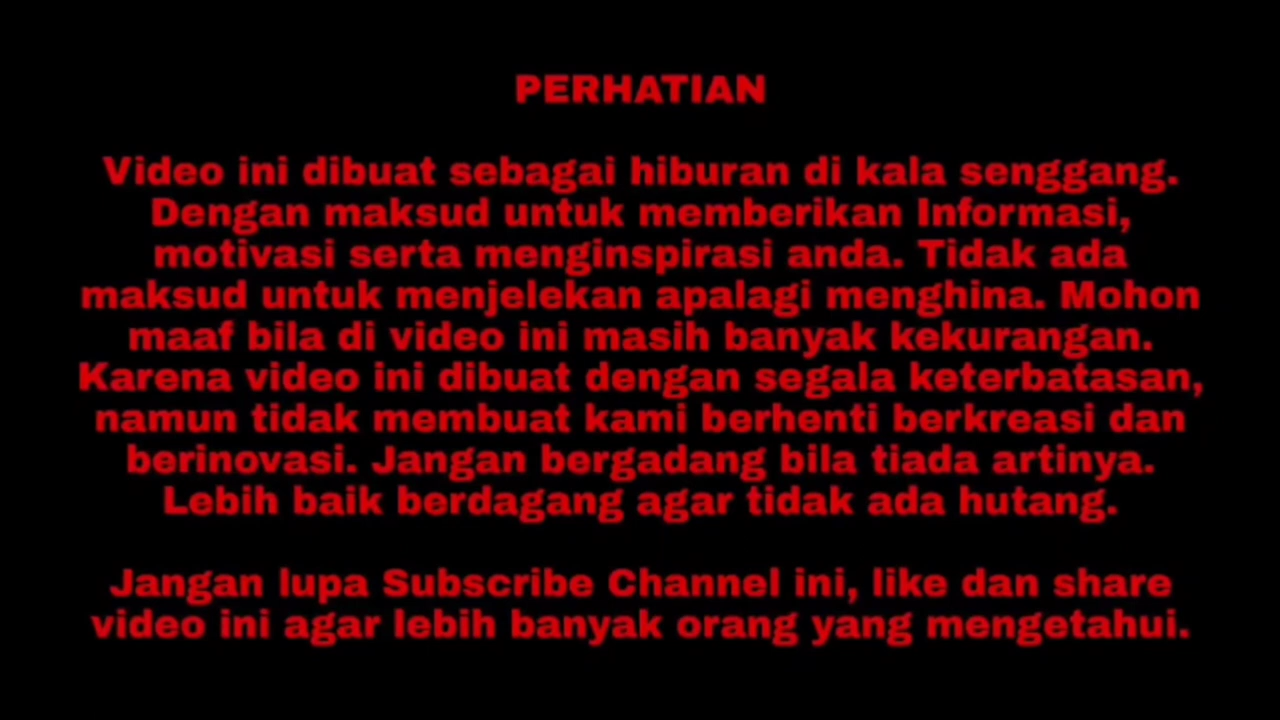 PERHATIAN
Video ini dibuat sebagai hiburan di kala senggang.
Dengan maksud untuk memberikan Informasi,
motivasi serta menginspirasi anda. Tidak ada
maksud untuk menjelekan apalagi menghina. Mohon
maaf bila di video ini masih banyak kekurangan.
Karena video ini dibuat dengan segala keterbatasan,
namun tidak membuat kami berhenti berkreasi dan
berinovasi. Jangan bergadang bila tiada artinya.
Lebih baik berdagang agar tidak ada hutang.
Jangan lupa Subscribe Channel ini, like dan share
video ini agar lebih banyak orang yang mengetahui.